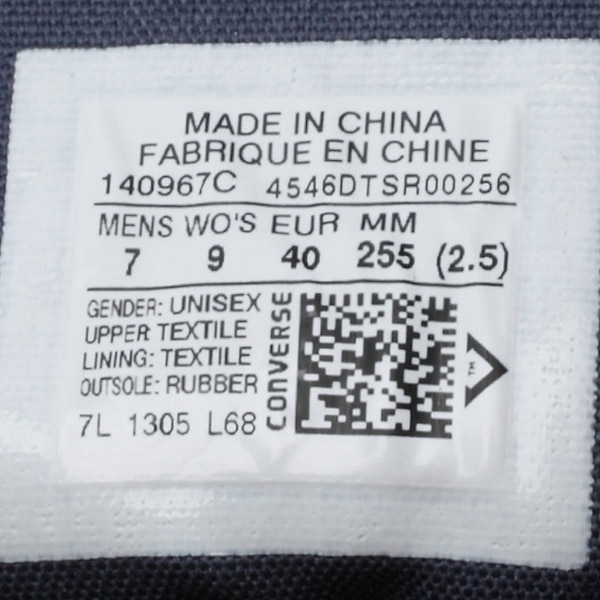 MADE IN CHINA
FABRIQUE EN CHINE
140967C 4546DTSR00256
MENS WO'S EUR MM
7 9 40 255 (2.5)
GENDER: UNISEX
UPPER TEXTILE
LINING: TEXTILE
OUTSOLE: RUBBER
7L 1305 L68
CONVERSE
TM